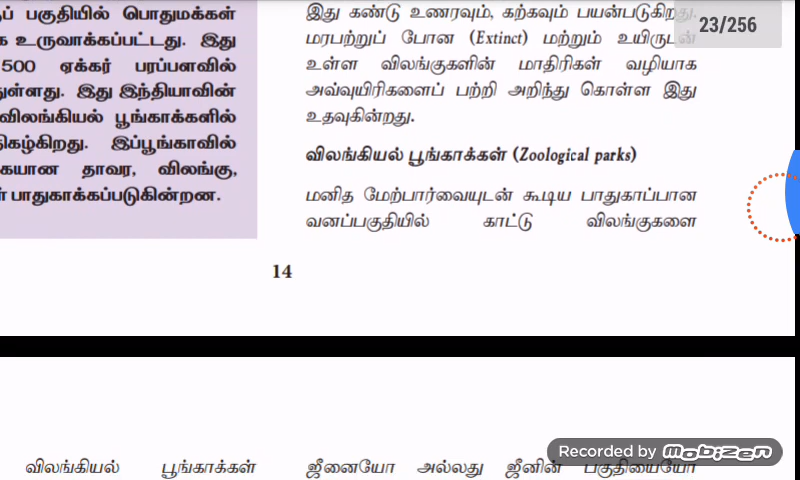 பகுதியில் பொதுமக்கள்
உருவாக்கப்பட்டது. இது
500 ஏக்கர் பரப்பளவில்
இது இந்தியாவின்
விலங்கியல் பூங்காக்களில்
இப்பூங்காவில்
தாவர, விலங்கு,
பாதுகாக்கப்படுகின்றன.
இது கண்டு உணரவும், கற்கவும் பயன்படுகிறது.
மரபற்றுப் போன (Extinct) மற்றும் உயிருடன்
உள்ள விலங்குகளின் மாதிரிகள் வழியாக
அவ்வுயிரிகளைப் பற்றி அறிந்து கொள்ள இது
உதவுகின்றது.
விலங்கியல் பூங்காக்கள் (Zoological parks)
மனித மேற்பார்வையுடன் கூடிய பாதுகாப்பான
வனப்பகுதியில் காட்டு விலங்குகளை
23/256
14
விலங்கியல் பூங்காக்கள்
ஜீனையோ அல்லது ஜீனின் பகுதியையோ
Recorded by mobizen